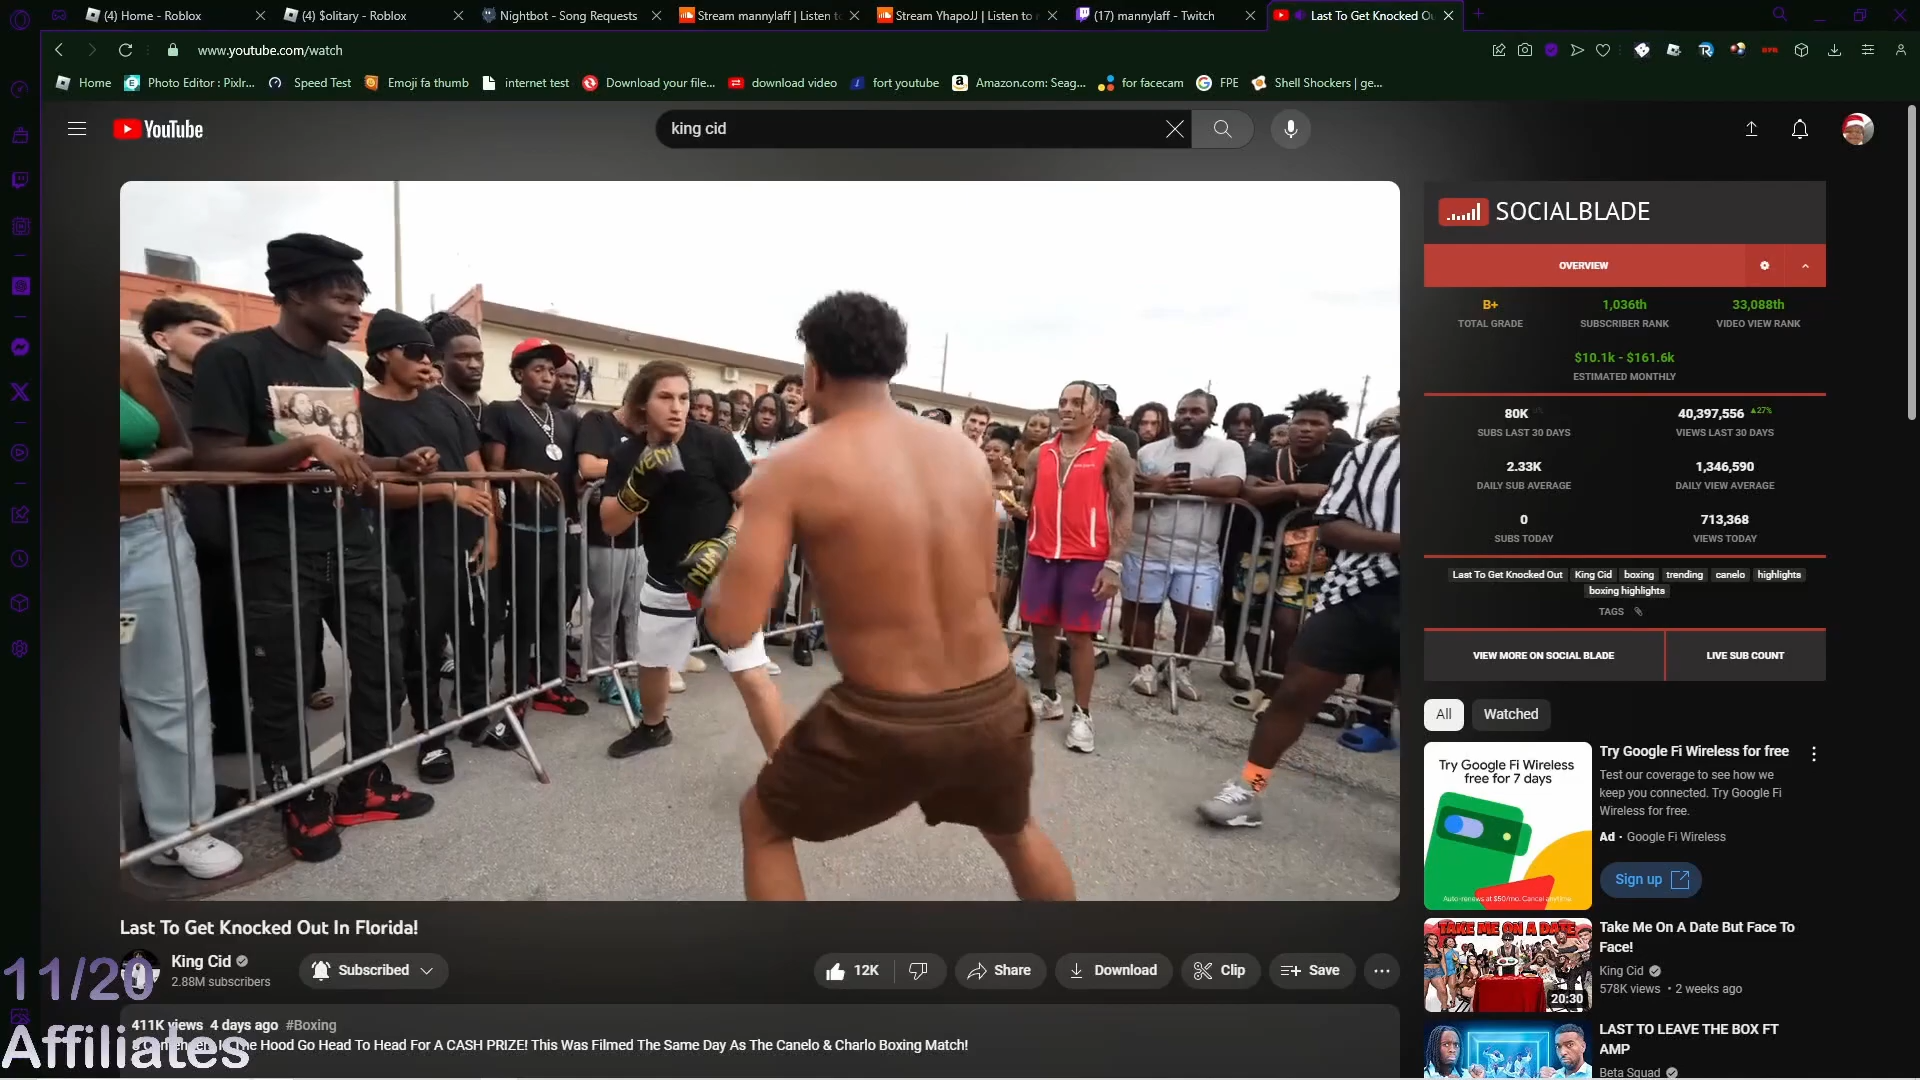 (4) Home - Roblox
(4) $olitary - Roblox
Nightbot - Song Requests
Stream mannylaff | Listen to
Stream YhapoJJ | Listen to
(17) mannylaff - Twitch
Last To Get Knocked Ou
www.youtube.com/watch
Home
Photo Editor : Pixlr...
Speed Test
Emoji fa thumb
internet test
Download your file...
download video
fort youtube
Amazon.com: Seag...
for facecam
FPE
Shell Shockers | ge...
YouTube
king cid
SOCIALBLADE
OVERVIEW
B+
1,036th
33,088th
TOTAL GRADE
SUBSCRIBER RANK
VIDEO VIEW RANK
$10.1k - $161.6k
ESTIMATED MONTHLY
80K
40,397,556 ▲27%
SUBS LAST 30 DAYS
VIEWS LAST 30 DAYS
2.33K
1,346,590
DAILY SUB AVERAGE
DAILY VIEW AVERAGE
0
713,368
SUBS TODAY
VIEWS TODAY
Last To Get Knocked Out King Cid boxing trending canelo highlights
boxing highlights
TAGS
VIEW MORE ON SOCIAL BLADE
LIVE SUB COUNT
All
Watched
Try Google Fi Wireless
free for 7 days
Auto-renews at $50/mo. Cancel anytime.
Try Google Fi Wireless for free
Test our coverage to see how we
keep you connected. Try Google Fi
Wireless for free.
Ad · Google Fi Wireless
Sign up
TAKE ME ON A DATE
20:30
Take Me On A Date But Face To
Face!
King Cid
578K views • 2 weeks ago
LAST TO LEAVE THE BOX FT
AMP
Beta Squad
VENUM
Last To Get Knocked Out In Florida!
King Cid
2.88M subscribers
Subscribed
12K
Share
Download
Clip
Save
411K views 4 days ago #Boxing
The Hood Go Head To Head For A CASH PRIZE! This Was Filmed The Same Day As The Canelo & Charlo Boxing Match!
11/20
Affiliates